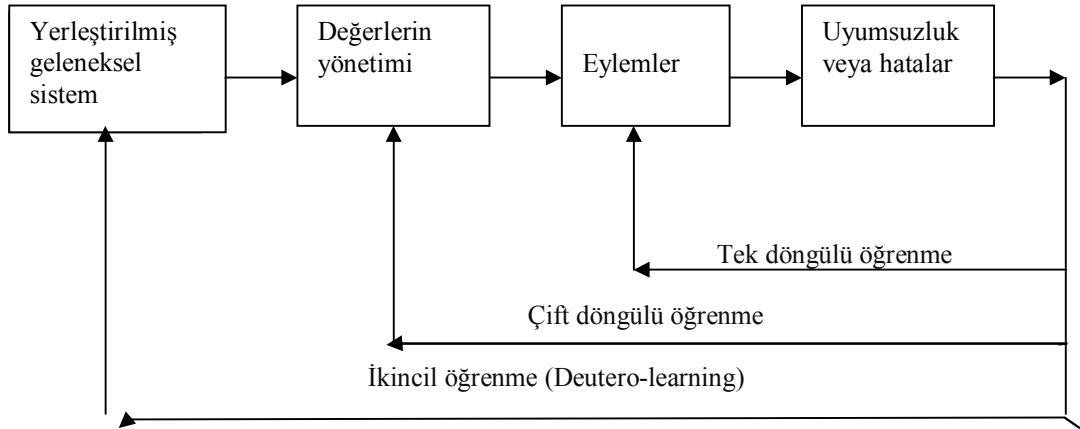 Yerleştirilmiş
geleneksel
sistem
Değerlerin
yönetimi
Eylemler
Uyumsuzluk
veya hatalar
Tek döngülü öğrenme
Çift döngülü öğrenme
İkincil öğrenme (Deutero-learning)